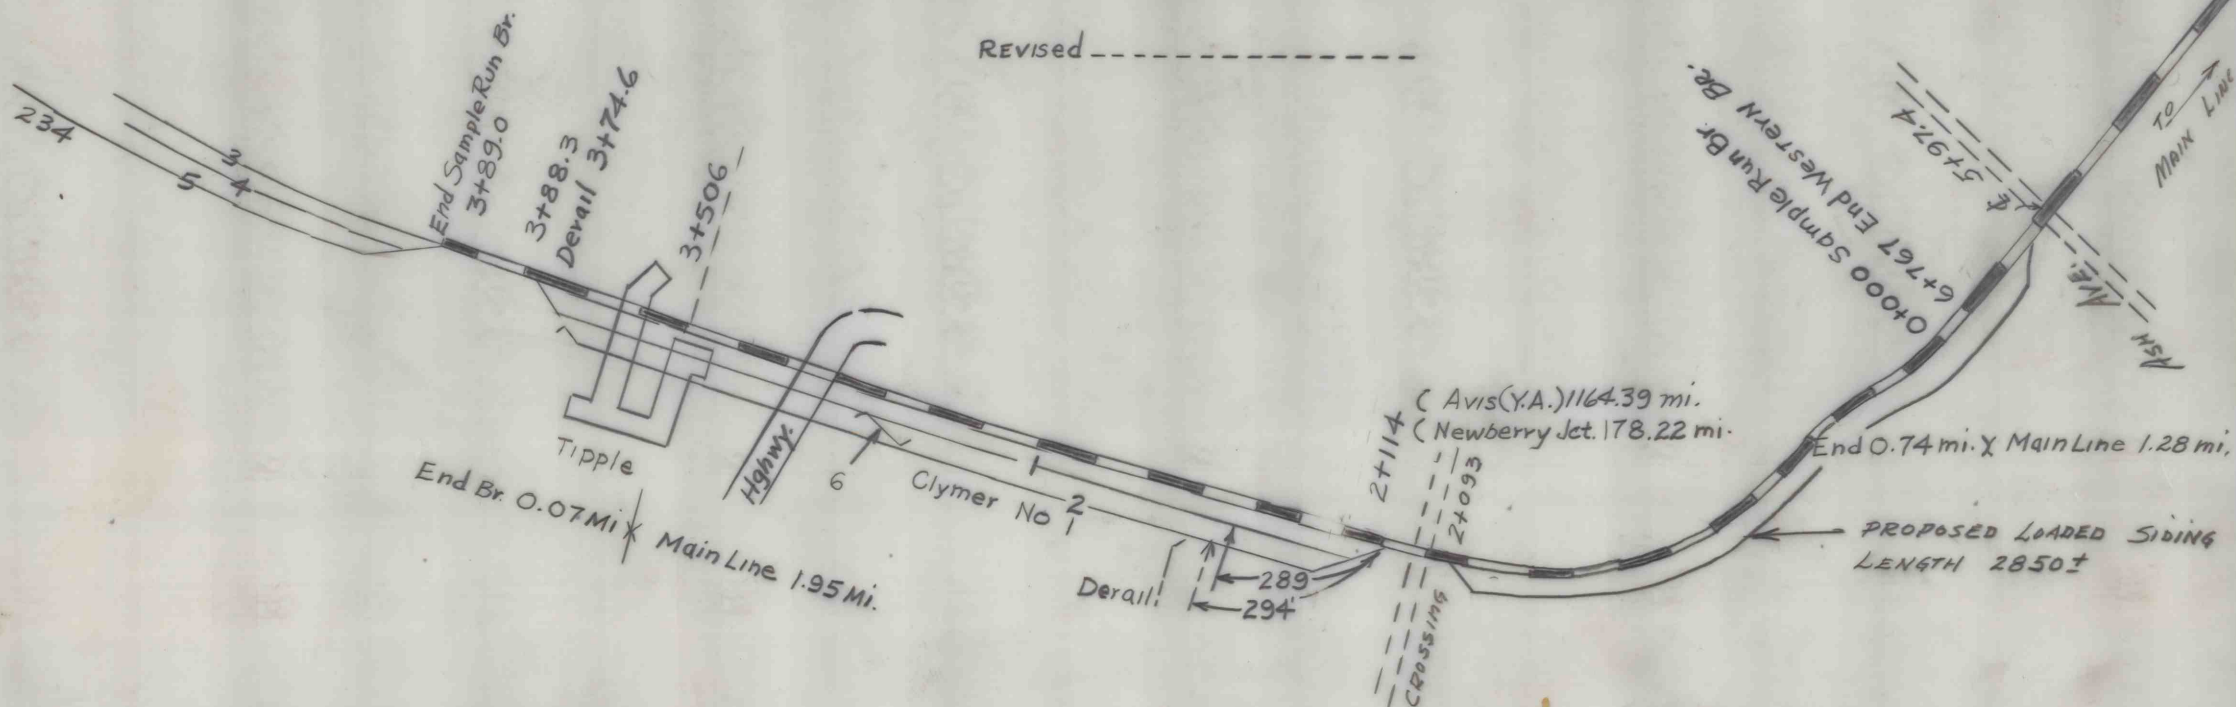 REVISED
234
3
4
5
End Sample Run Br.
3+89.0
3+88.3
Derail 3+74.6
3+506
Tipple
End Br. 0.07Mi X Main Line 1.95 Mi.
Hghwy.
6
Clymer No 1
2
1
Derail
289
294'
2+114
( Avis (Y.A.) 1164.39 mi.
( Newberry Jct. 178.22 mi.
2+093
CROSSING
End 0.74 mi. X Main Line 1.28 mi.
PROPOSED LOADED SIDING
LENGTH 2850±
0+000 Sample Run Br.
6+767 End Western Br.
℄ 5+97.4
ASH AVE.
TO
MAIN LINE